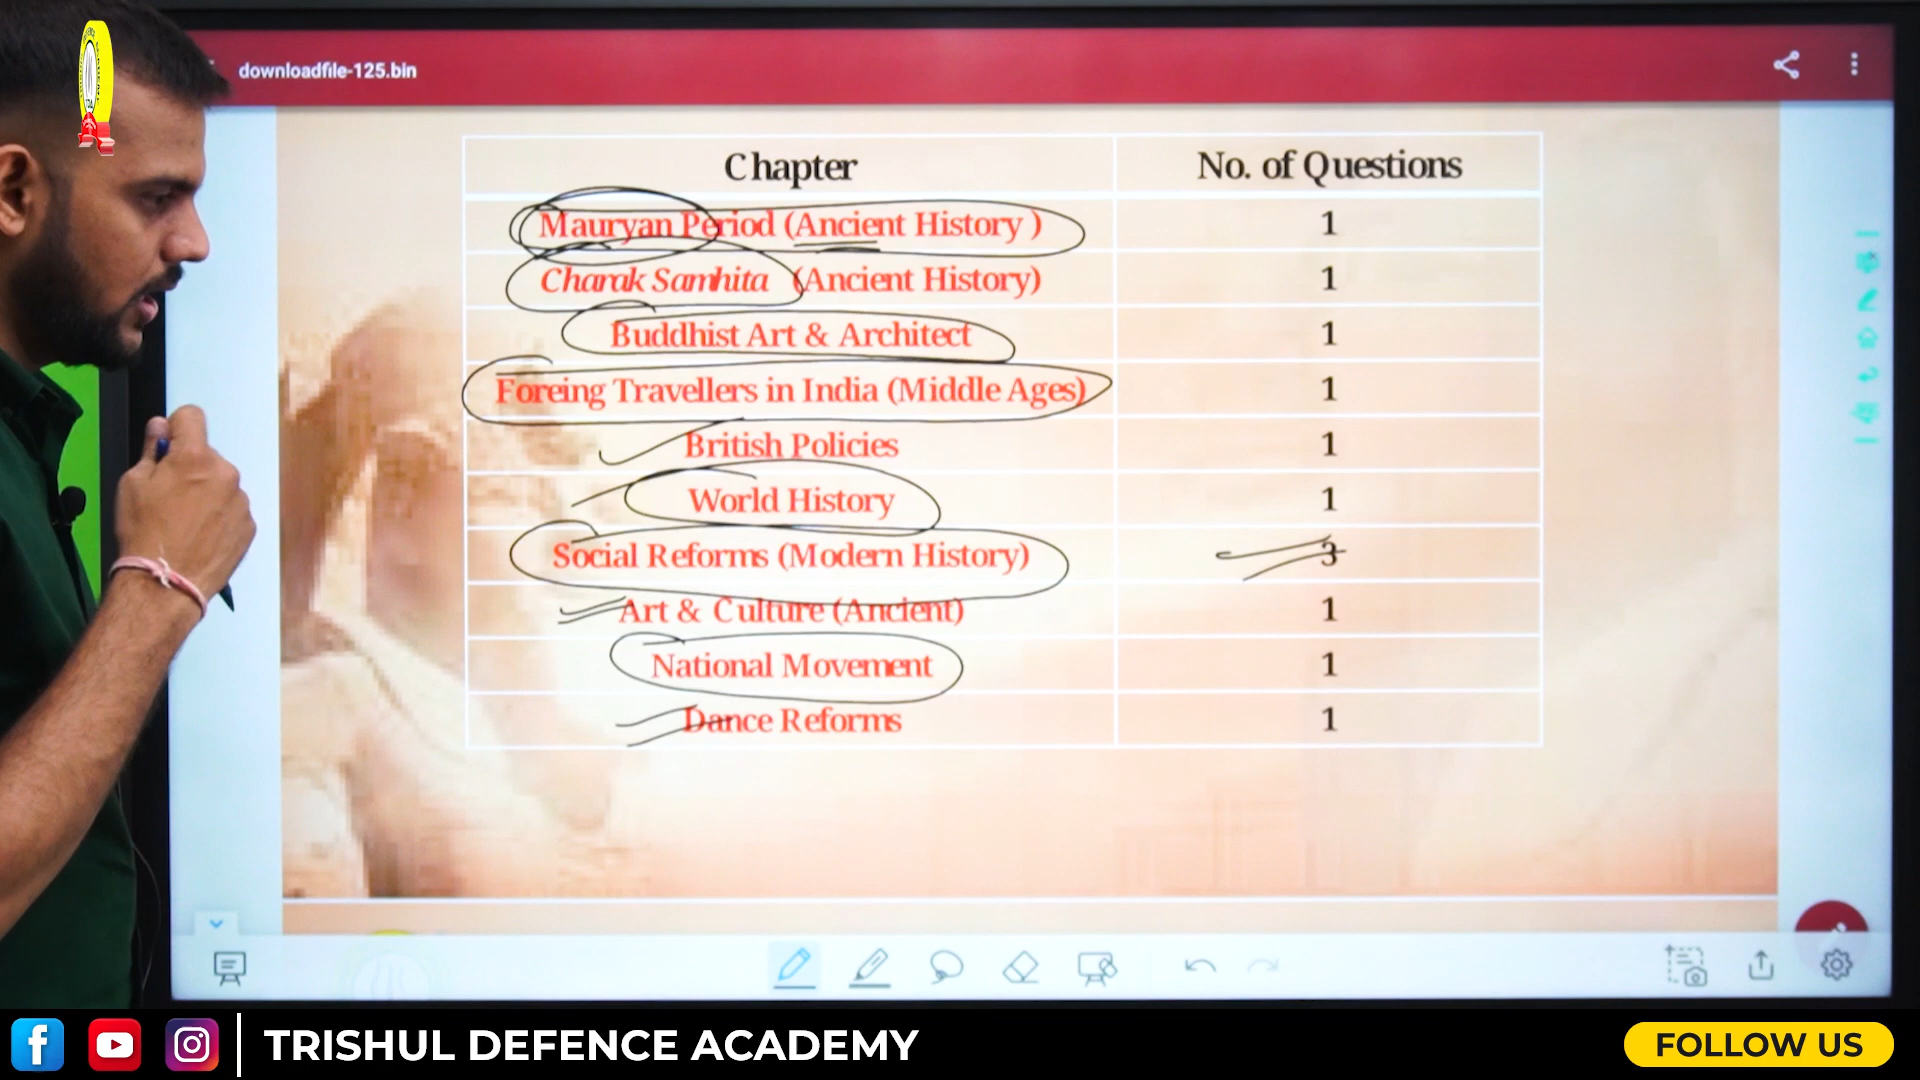 downloadfile-125.bin
Chapter No. of Questions
Mauryan Period (Ancient History ) 1
Charak Samhita (Ancient History) 1
Buddhist Art & Architect 1
Foreing Travellers in India (Middle Ages) 1
British Policies 1
World History 1
Social Reforms (Modern History) 3
Art & Culture (Ancient) 1
National Movement 1
Dance Reforms 1
TRISHUL DEFENCE ACADEMY
FOLLOW US